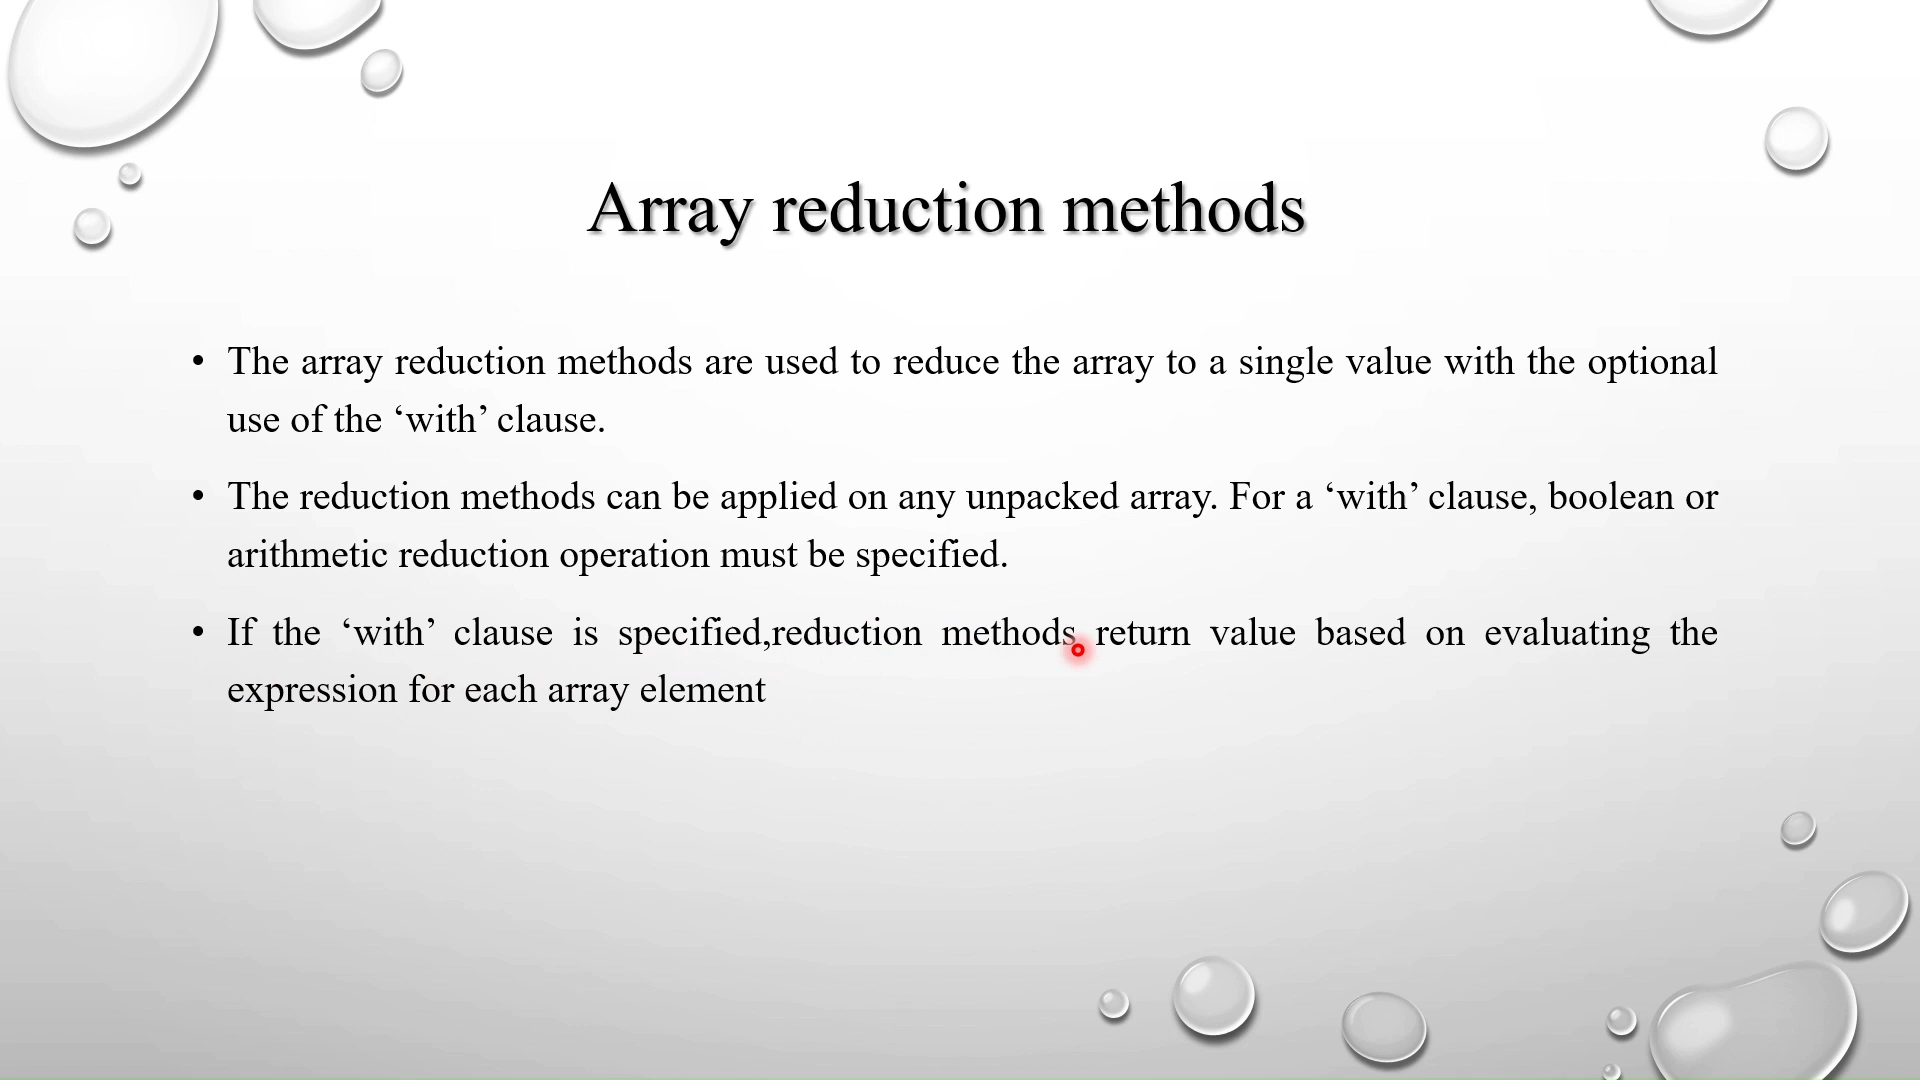 Array reduction methods
• The array reduction methods are used to reduce the array to a single value with the optional
use of the ‘with’ clause.
• The reduction methods can be applied on any unpacked array. For a ‘with’ clause, boolean or
arithmetic reduction operation must be specified.
• If the ‘with’ clause is specified,reduction methods return value based on evaluating the
expression for each array element